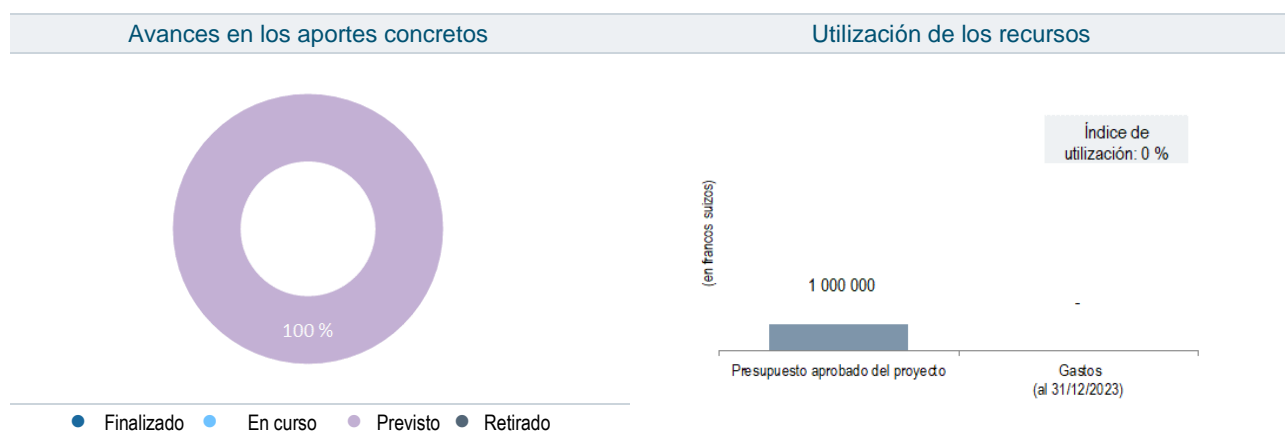 Avances en los aportes concretos
100 %
Finalizado En curso Previsto Retirado
Utilización de los recursos
Índice de
utilización: 0 %
(en francos suizos)
1 000 000
-
Presupuesto aprobado del proyecto
Gastos
(al 31/12/2023)